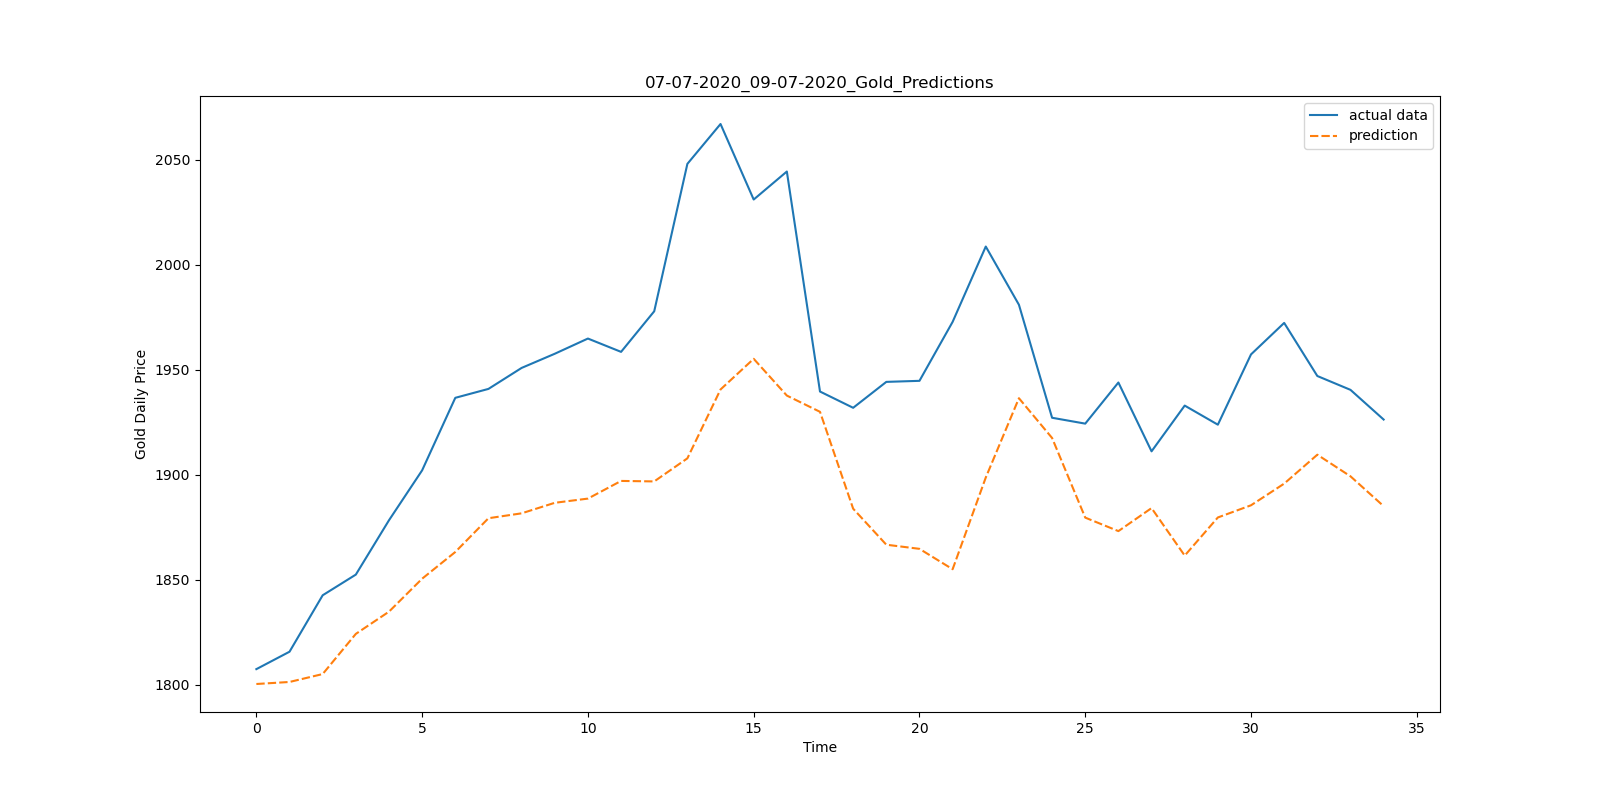 07-07-2020_09-07-2020_Gold_Predictions
actual data
prediction
Gold Daily Price
2050
2000
1950
1900
1850
1800
0 5 10 15 20 25 30 35
Time